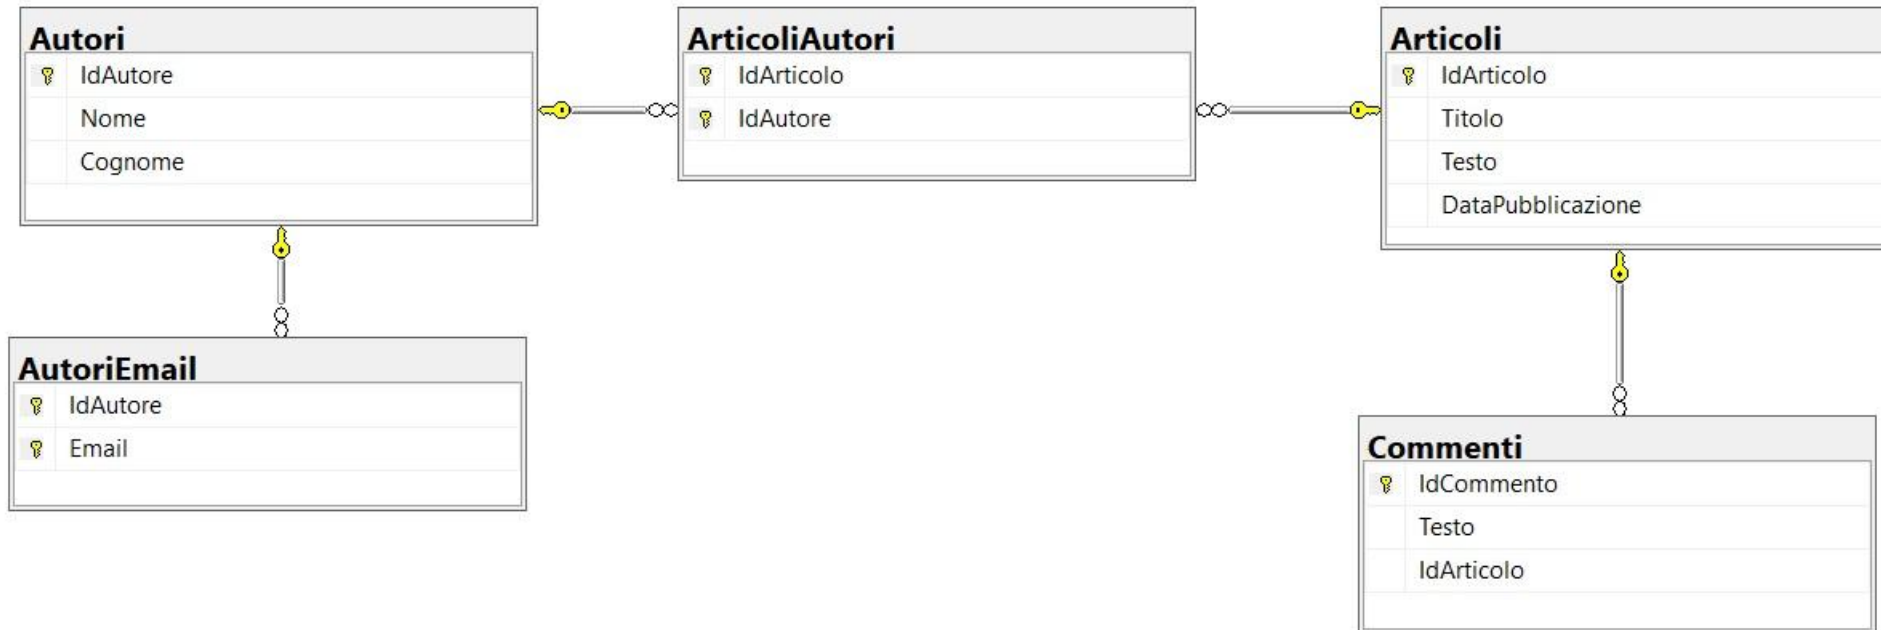 Autori
IdAutore
Nome
Cognome
ArticoliAutori
IdArticolo
IdAutore
Articoli
IdArticolo
Titolo
Testo
DataPubblicazione
AutoriEmail
IdAutore
Email
Commenti
IdCommento
Testo
IdArticolo